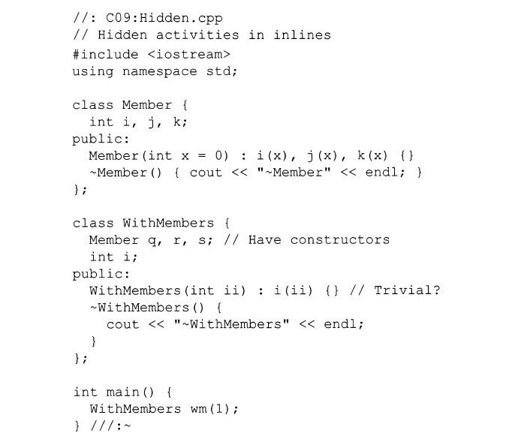 //: C09:Hidden.cpp
// Hidden activities in inlines
#include <iostream>
using namespace std;

class Member {
  int i, j, k;
public:
  Member(int x = 0) : i(x), j(x), k(x) {}
  ~Member() { cout << "~Member" << endl; }
};

class WithMembers {
  Member q, r, s; // Have constructors
  int i;
public:
  WithMembers(int ii) : i(ii) {} // Trivial?
  ~WithMembers() {
    cout << "~WithMembers" << endl;
  }
};

int main() {
  WithMembers wm(1);
} ///:~